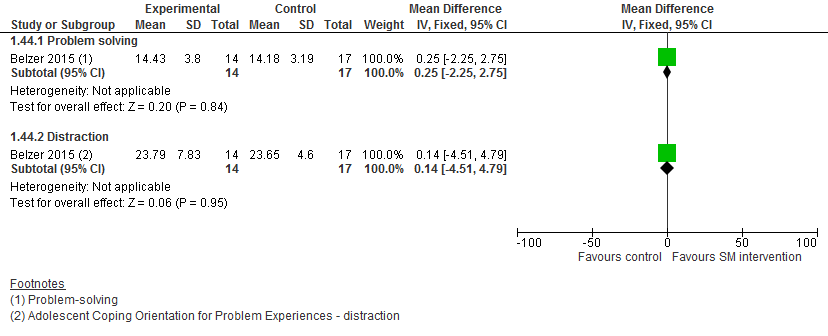 Experimental Control Mean Difference Mean Difference
Study or Subgroup Mean SD Total Mean SD Total Weight IV, Fixed, 95% CI IV, Fixed, 95% CI
1.44.1 Problem solving
Belzer 2015 (1) 14.43 3.8 14 14.18 3.19 17 100.0% 0.25 [-2.25, 2.75]
Subtotal (95% CI) 14 17 100.0% 0.25 [-2.25, 2.75]
Heterogeneity: Not applicable
Test for overall effect: Z = 0.20 (P = 0.84)
1.44.2 Distraction
Belzer 2015 (2) 23.79 7.83 14 23.65 4.6 17 100.0% 0.14 [-4.51, 4.79]
Subtotal (95% CI) 14 17 100.0% 0.14 [-4.51, 4.79]
Heterogeneity: Not applicable
Test for overall effect: Z = 0.06 (P = 0.95)
-100 -50 0 50 100
Favours control Favours SM intervention
Footnotes
(1) Problem-solving
(2) Adolescent Coping Orientation for Problem Experiences - distraction